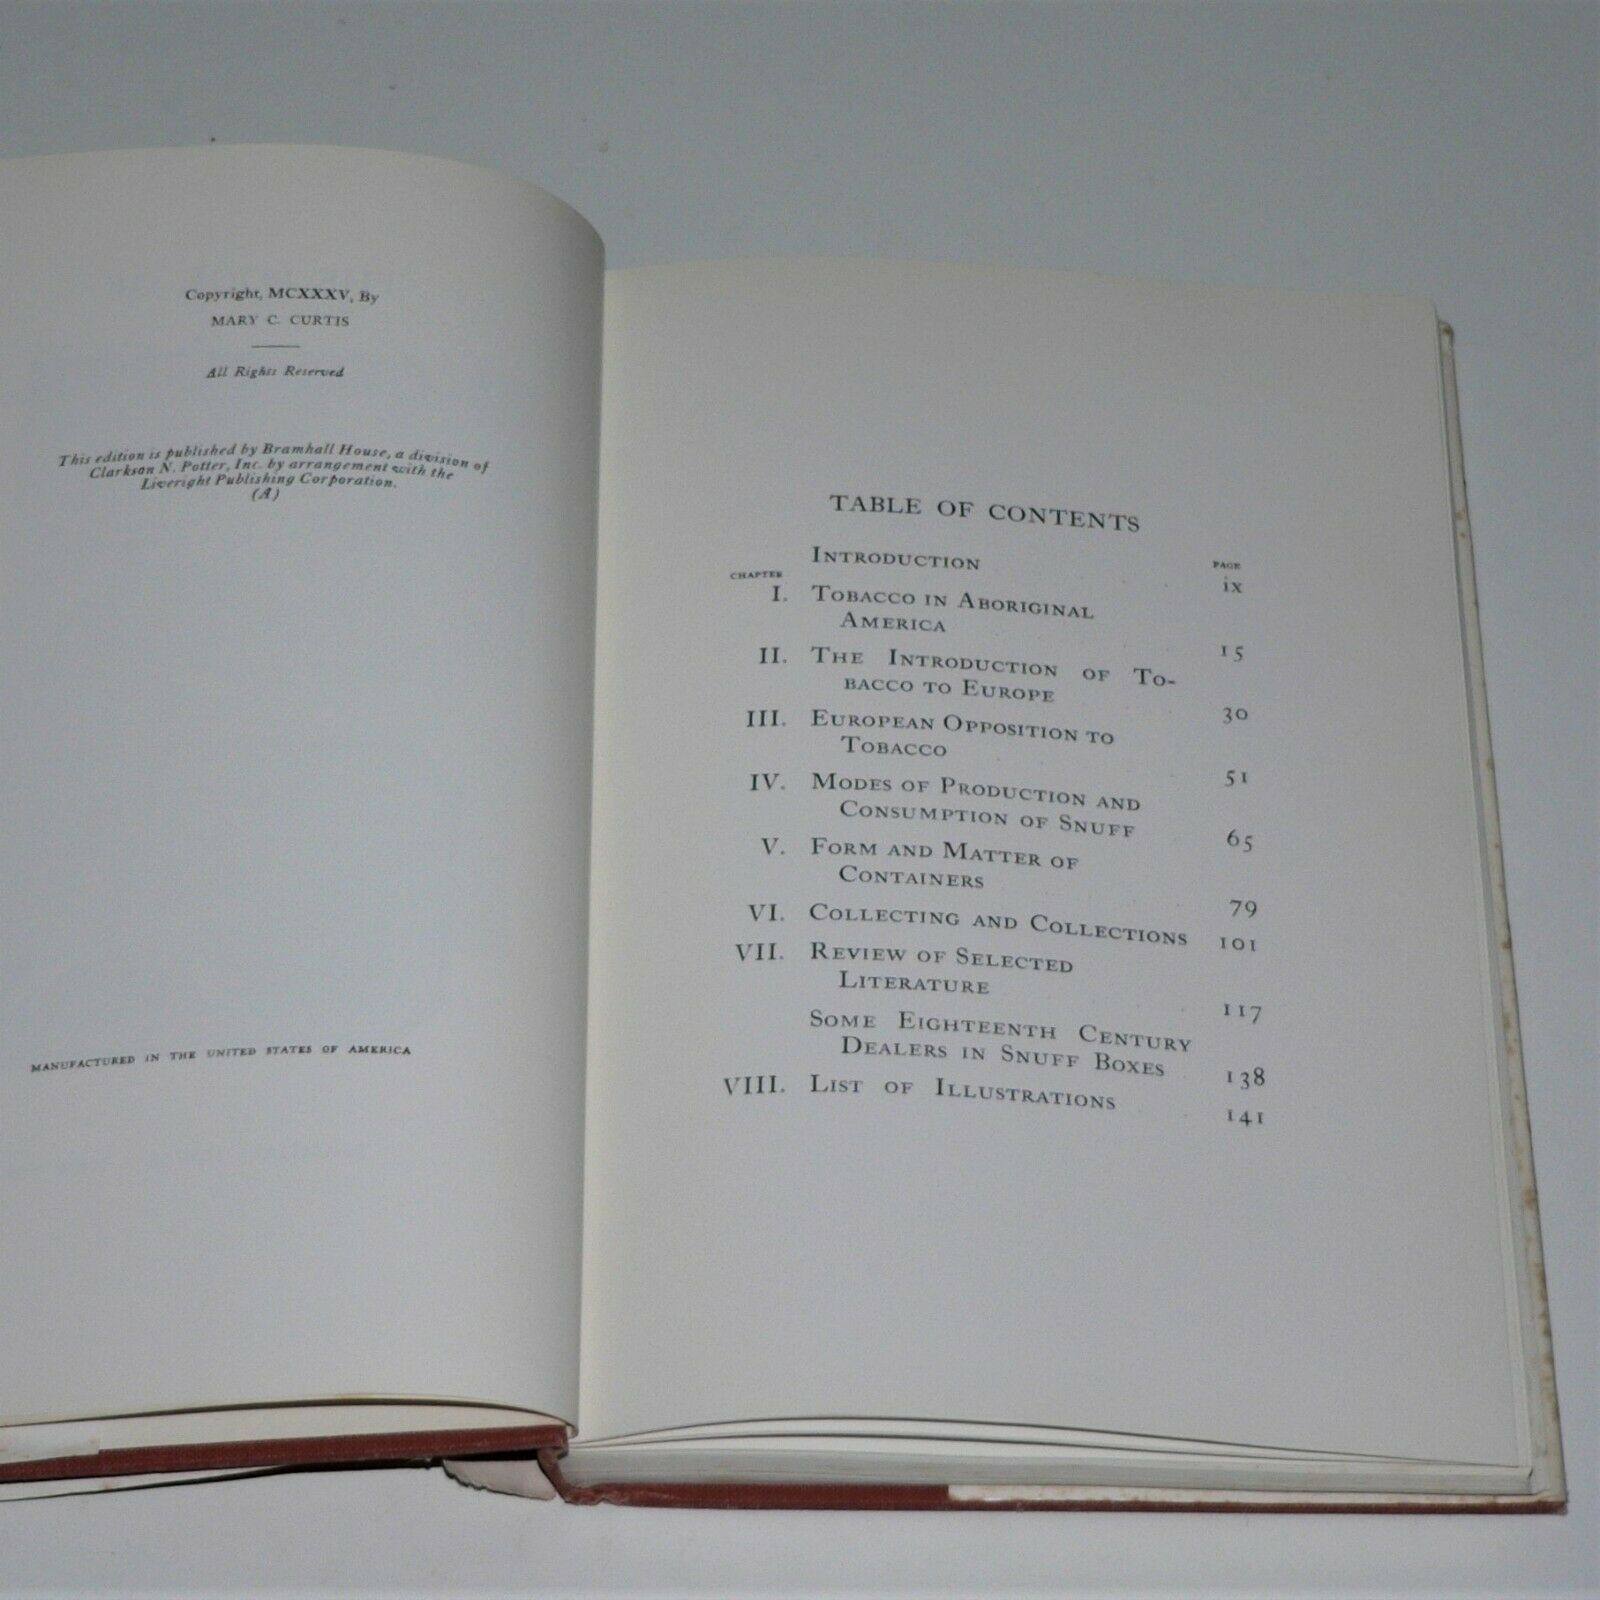 Copyright, MCXXXV, By
MARY C. CURTIS
All Rights Reserved
This edition is published by Bramhall House, a division of
Clarkson N. Potter, Inc. by arrangement with the
Liveright Publishing Corporation.
(A)
MANUFACTURED IN THE UNITED STATES OF AMERICA
TABLE OF CONTENTS
CHAPTER PAGE
INTRODUCTION ix
I. TOBACCO IN ABORIGINAL
AMERICA 15
II. THE INTRODUCTION OF TO-
BACCO TO EUROPE 30
III. EUROPEAN OPPOSITION TO
TOBACCO 51
IV. MODES OF PRODUCTION AND
CONSUMPTION OF SNUFF 65
V. FORM AND MATTER OF
CONTAINERS 79
VI. COLLECTING AND COLLECTIONS 101
VII. REVIEW OF SELECTED
LITERATURE 117
SOME EIGHTEENTH CENTURY
DEALERS IN SNUFF BOXES 138
VIII. LIST OF ILLUSTRATIONS 141